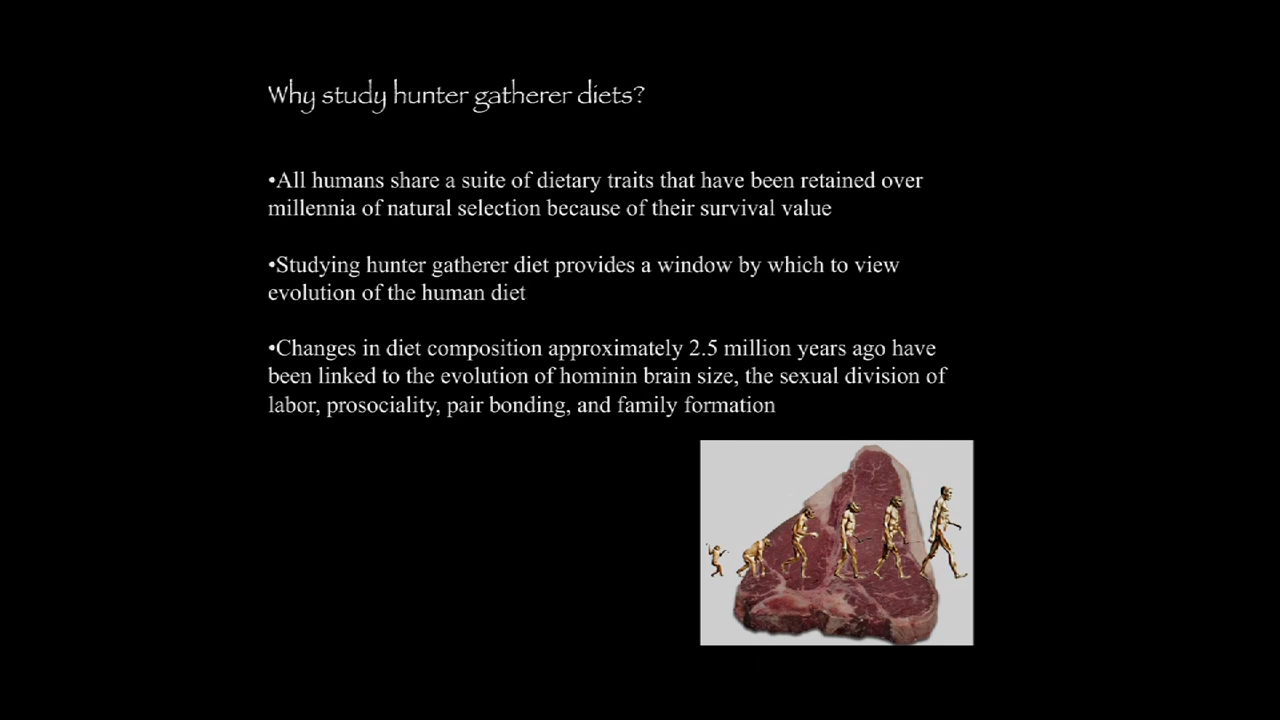 Why study hunter gatherer diets?
•All humans share a suite of dietary traits that have been retained over
millennia of natural selection because of their survival value
•Studying hunter gatherer diet provides a window by which to view
evolution of the human diet
•Changes in diet composition approximately 2.5 million years ago have
been linked to the evolution of hominin brain size, the sexual division of
labor, prosociality, pair bonding, and family formation